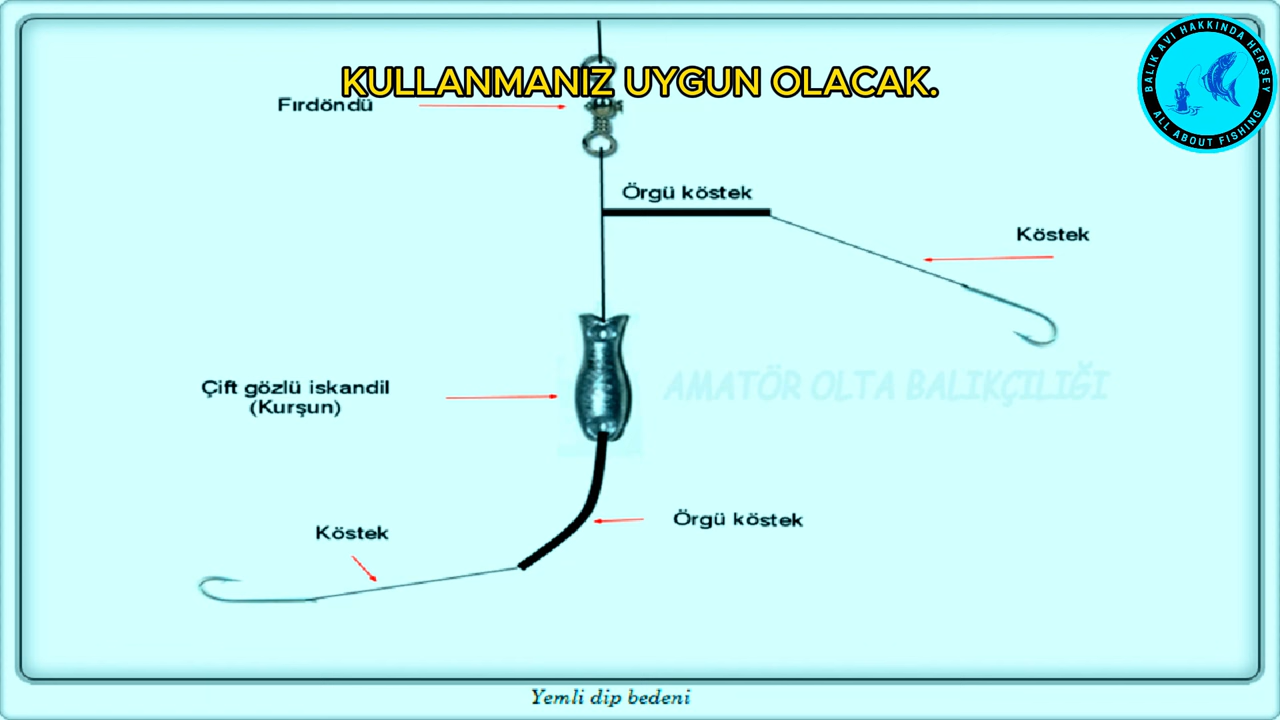 KULLANMANIZ UYGUN OLACAK.
BALIK AVI HAKKINDA HER ŞEY
ALL ABOUT FISHING
Fırdöndü
Örgü köstek
Köstek
Çift gözlü iskandil
(Kurşun)
AMATÖR OLTA BALIKÇILIĞI
Örgü köstek
Köstek
Yemli dip bedeni